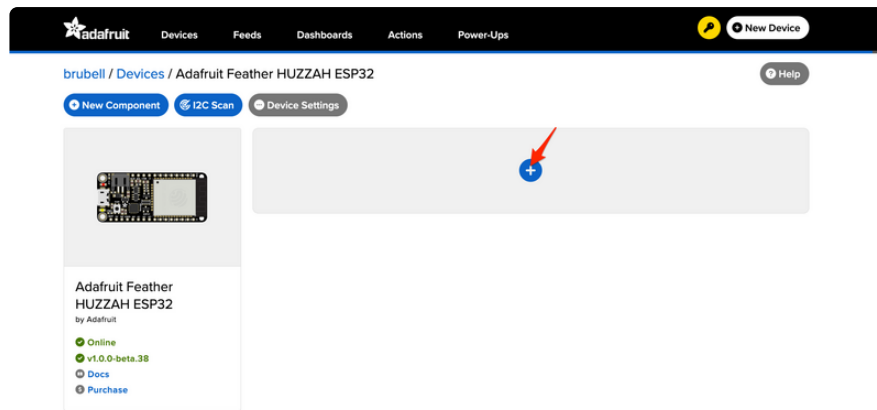 adafruit Devices Feeds Dashboards Actions Power-Ups New Device
brubell / Devices / Adafruit Feather HUZZAH ESP32 Help
New Component I2C Scan Device Settings
Adafruit Feather
HUZZAH ESP32
by Adafruit
Online
v1.0.0-beta.38
Docs
Purchase